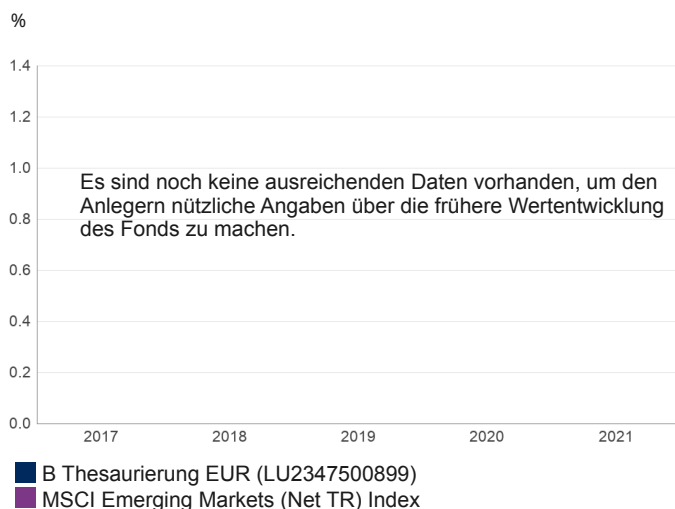 %
1.4
1.2
1.0
Es sind noch keine ausreichenden Daten vorhanden, um den
Anlegern nützliche Angaben über die frühere Wertentwicklung
0.8
des Fonds zu machen.
0.6
0.4
0.2
0.0
2017 2018 2019 2020 2021
B Thesaurierung EUR (LU2347500899)
MSCI Emerging Markets (Net TR) Index